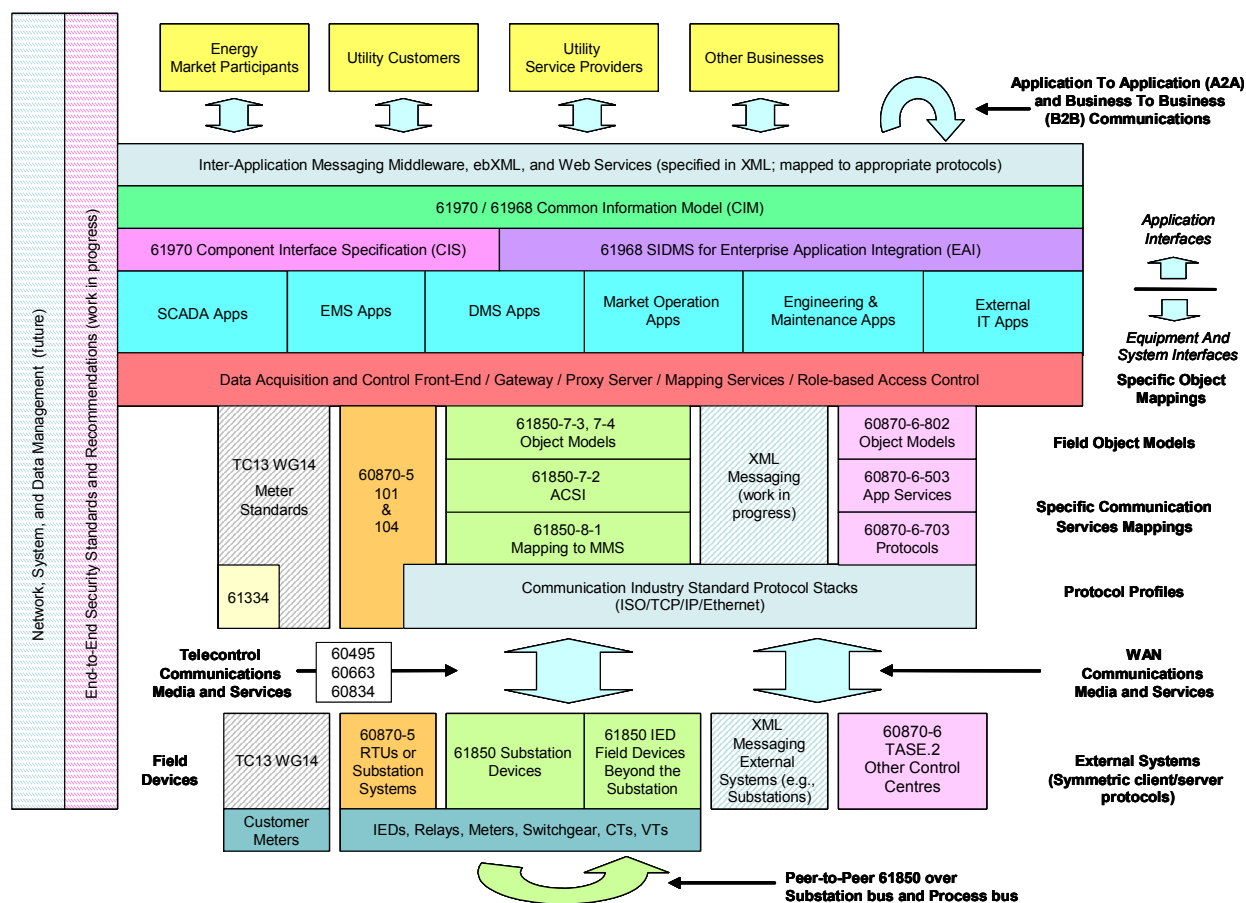 Network, System, and Data Management (future)
End-to-End Security Standards and Recommendations (work in progress)
Energy
Market Participants
Utility Customers
Utility
Service Providers
Other Businesses
Application To Application (A2A)
and Business To Business
(B2B) Communications
Inter-Application Messaging Middleware, ebXML, and Web Services (specified in XML; mapped to appropriate protocols)
61970 / 61968 Common Information Model (CIM)
61970 Component Interface Specification (CIS)
61968 SIDMS for Enterprise Application Integration (EAI)
Application
Interfaces
SCADA Apps
EMS Apps
DMS Apps
Market Operation
Apps
Engineering &
Maintenance Apps
External
IT Apps
Equipment And
System Interfaces
Data Acquisition and Control Front-End / Gateway / Proxy Server / Mapping Services / Role-based Access Control
Specific Object
Mappings
TC13 WG14
Meter
Standards
61334
60870-5
101
&
104
61850-7-3, 7-4
Object Models
61850-7-2
ACSI
61850-8-1
Mapping to MMS
XML
Messaging
(work in
progress)
60870-6-802
Object Models
60870-6-503
App Services
60870-6-703
Protocols
Field Object Models
Specific Communication
Services Mappings
Communication Industry Standard Protocol Stacks
(ISO/TCP/IP/Ethernet)
Protocol Profiles
Telecontrol
Communications
Media and Services
60495
60663
60834
WAN
Communications
Media and Services
Field
Devices
TC13 WG14
60870-5
RTUs or
Substation
Systems
61850 Substation
Devices
61850 IED
Field Devices
Beyond the
Substation
XML
Messaging
External
Systems (e.g.,
Substations)
60870-6
TASE.2
Other Control
Centres
External Systems
(Symmetric client/server
protocols)
Customer
Meters
IEDs, Relays, Meters, Switchgear, CTs, VTs
Peer-to-Peer 61850 over
Substation bus and Process bus